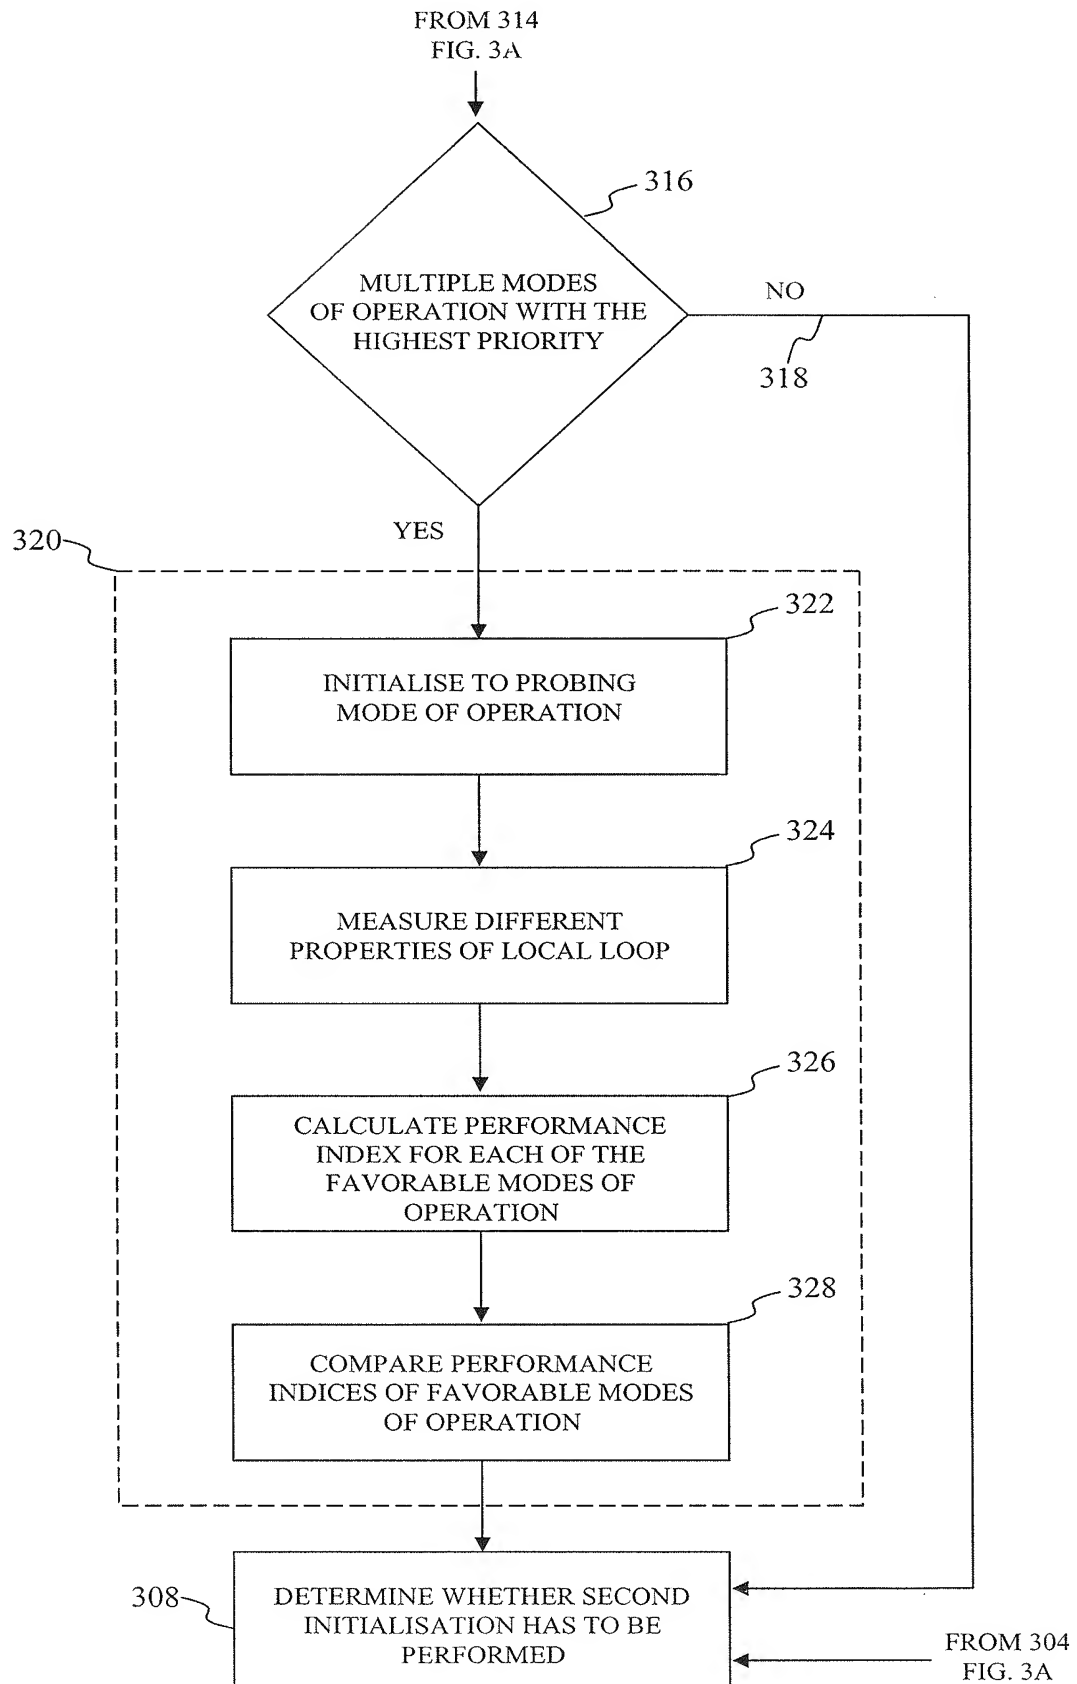 FROM 314
FIG. 3A
316
MULTIPLE MODES
OF OPERATION WITH THE
HIGHEST PRIORITY
NO
318
YES
320
322
INITIALISE TO PROBING
MODE OF OPERATION
324
MEASURE DIFFERENT
PROPERTIES OF LOCAL LOOP
326
CALCULATE PERFORMANCE
INDEX FOR EACH OF THE
FAVORABLE MODES OF
OPERATION
328
COMPARE PERFORMANCE
INDICES OF FAVORABLE MODES
OF OPERATION
308
DETERMINE WHETHER SECOND
INITIALISATION HAS TO BE
PERFORMED
FROM 304
FIG. 3A